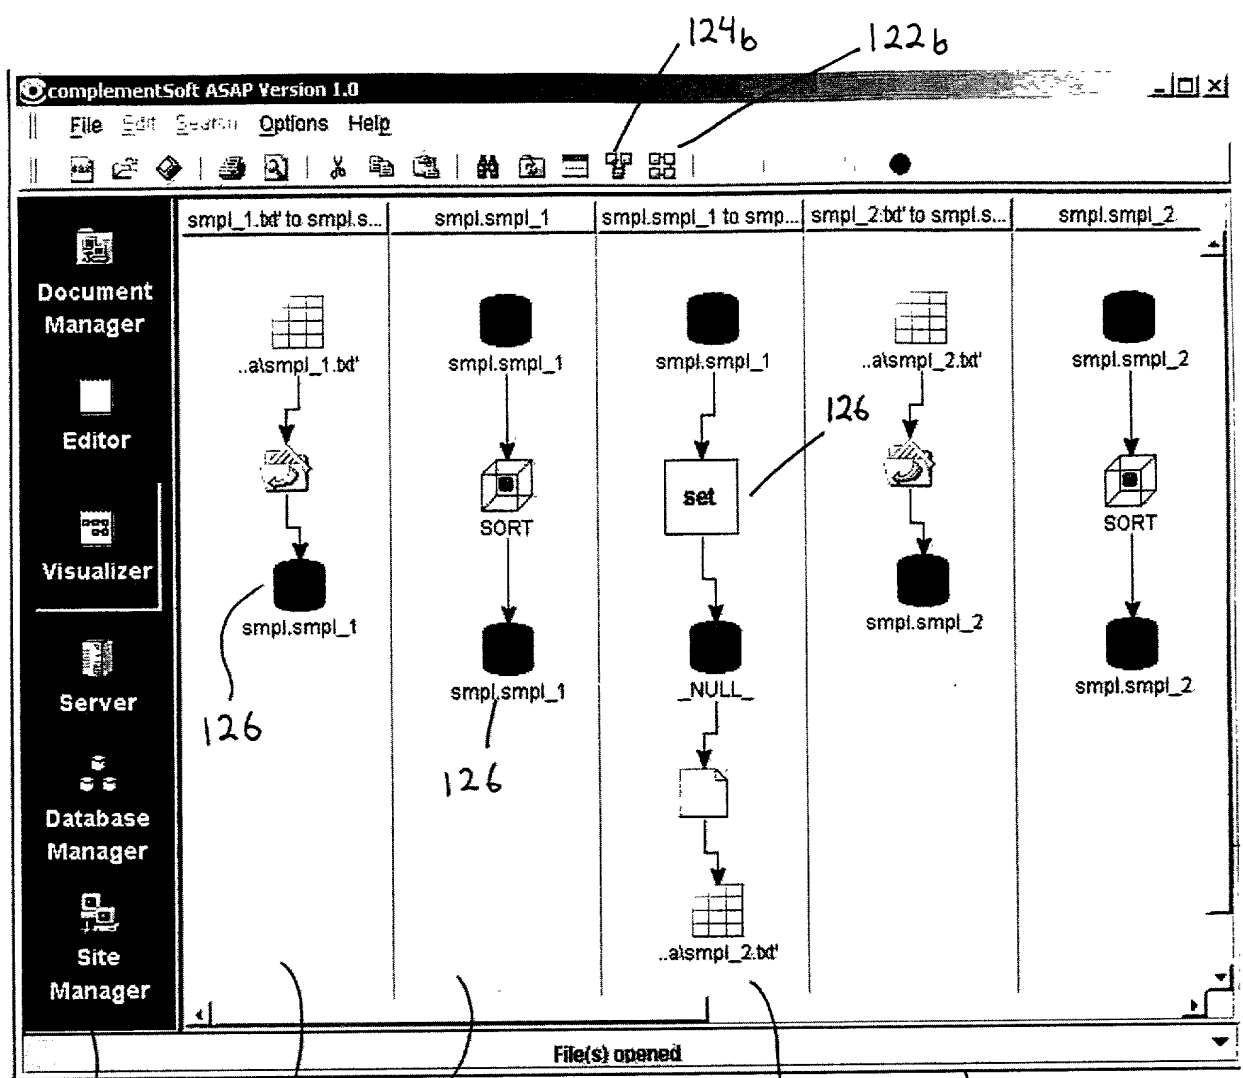 124b 122b
complementSoft ASAP Version 1.0
File Edit Search Options Help
smpl_1.txt' to smpl.s... smpl.smpl_1 smpl.smpl_1 to smp... smpl_2.txt' to smpl.s... smpl.smpl_2
Document
Manager
Editor
Visualizer
Server
Database
Manager
Site
Manager
..a\smpl_1.txt'
smpl.smpl_1
126
smpl.smpl_1
SORT
smpl.smpl_1
126
smpl.smpl_1
set
126
_NULL_
..a\smpl_2.txt'
..a\smpl_2.txt'
smpl.smpl_2
smpl.smpl_2
SORT
smpl.smpl_2
File(s) opened